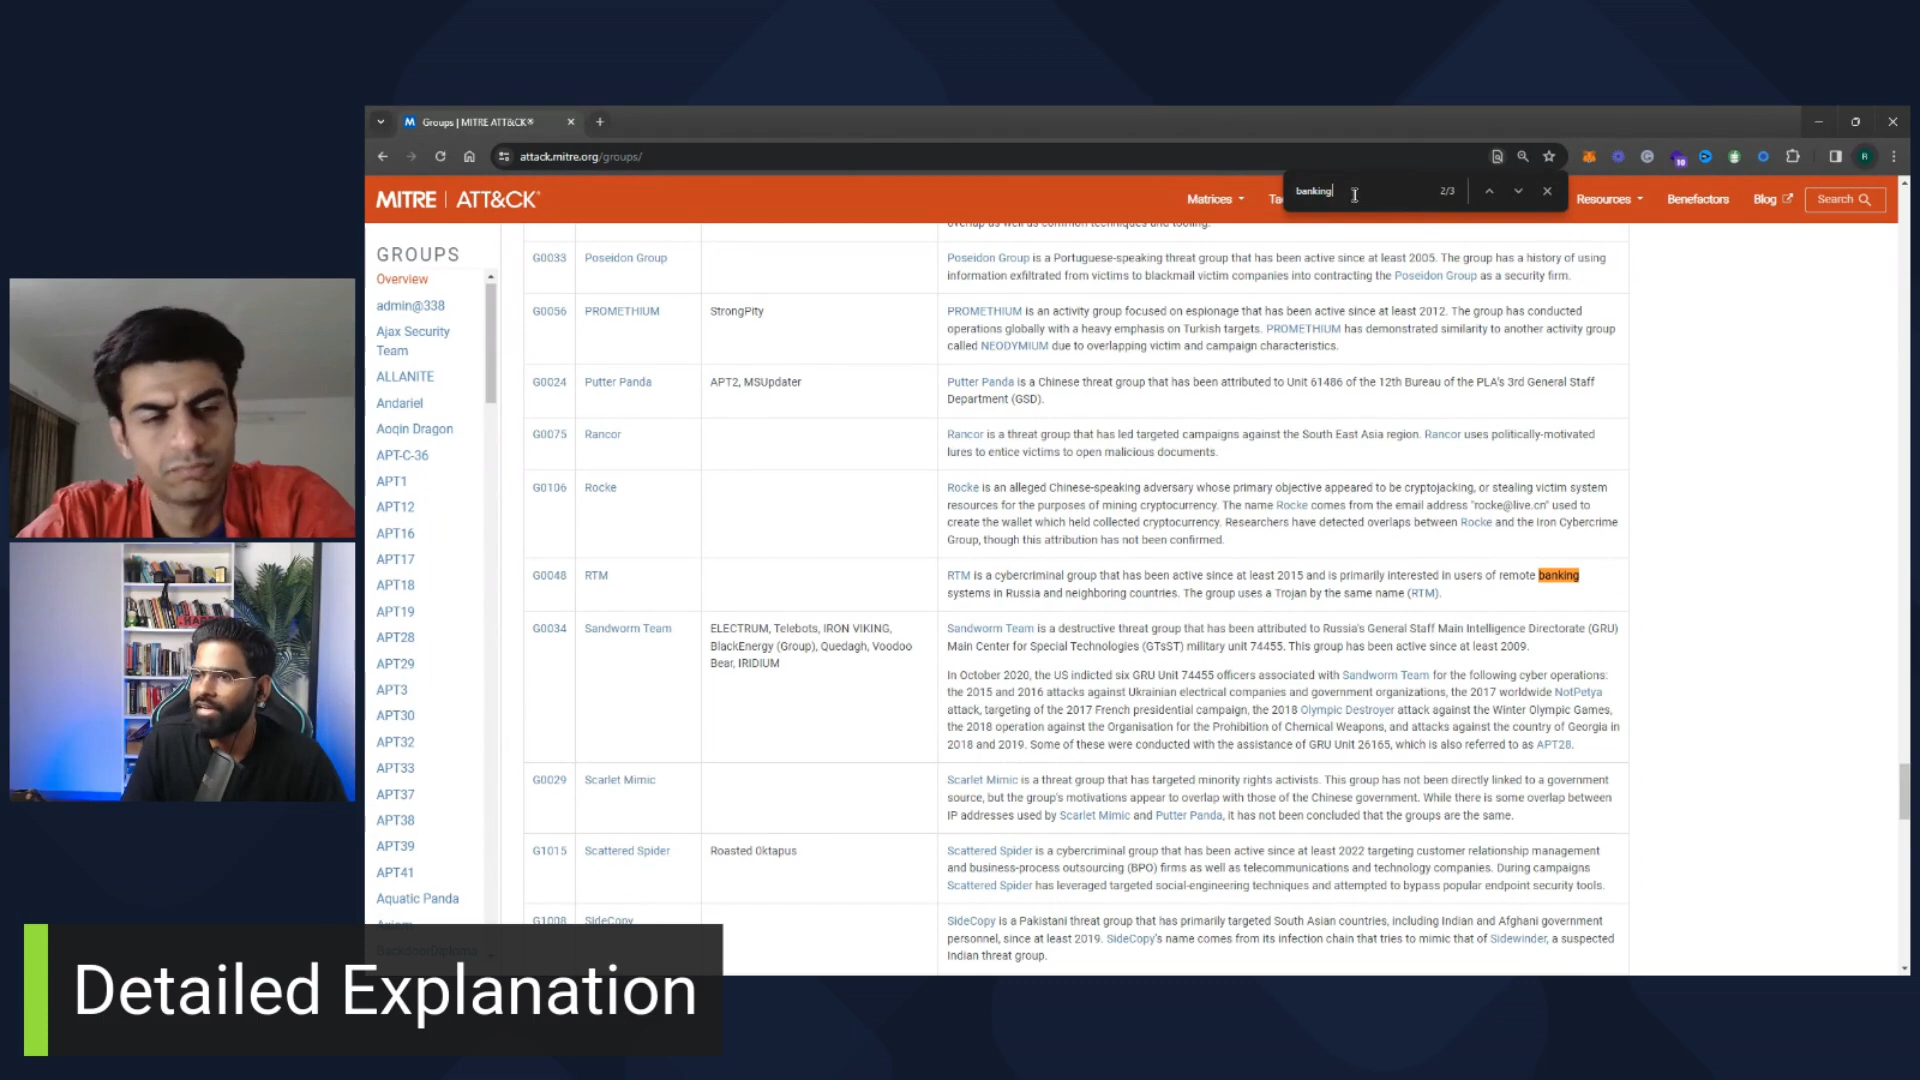 Groups | MITRE ATT&CK®
attack.mitre.org/groups/
10
R
banking
2/3
MITRE | ATT&CK®
Matrices
Ta
Resources
Benefactors
Blog
Search
GROUPS
Overview
admin@338
Ajax Security
Team
ALLANITE
Andariel
Aoqin Dragon
APT-C-36
APT1
APT12
APT16
APT17
APT18
APT19
APT28
APT29
APT3
APT30
APT32
APT33
APT37
APT38
APT39
APT41
Aquatic Panda
Axiom
BackdoorDiplomacy
overlap as well as common techniques and tooling.
G0033 Poseidon Group
Poseidon Group is a Portuguese-speaking threat group that has been active since at least 2005. The group has a history of using
information exfiltrated from victims to blackmail victim companies into contracting the Poseidon Group as a security firm.
G0056 PROMETHIUM StrongPity
PROMETHIUM is an activity group focused on espionage that has been active since at least 2012. The group has conducted
operations globally with a heavy emphasis on Turkish targets. PROMETHIUM has demonstrated similarity to another activity group
called NEODYMIUM due to overlapping victim and campaign characteristics.
G0024 Putter Panda APT2, MSUpdater
Putter Panda is a Chinese threat group that has been attributed to Unit 61486 of the 12th Bureau of the PLA's 3rd General Staff
Department (GSD).
G0075 Rancor
Rancor is a threat group that has led targeted campaigns against the South East Asia region. Rancor uses politically-motivated
lures to entice victims to open malicious documents.
G0106 Rocke
Rocke is an alleged Chinese-speaking adversary whose primary objective appeared to be cryptojacking, or stealing victim system
resources for the purposes of mining cryptocurrency. The name Rocke comes from the email address "rocke@live.cn" used to
create the wallet which held collected cryptocurrency. Researchers have detected overlaps between Rocke and the Iron Cybercrime
Group, though this attribution has not been confirmed.
G0048 RTM
RTM is a cybercriminal group that has been active since at least 2015 and is primarily interested in users of remote banking
systems in Russia and neighboring countries. The group uses a Trojan by the same name (RTM).
G0034 Sandworm Team
ELECTRUM, Telebots, IRON VIKING,
BlackEnergy (Group), Quedagh, Voodoo
Bear, IRIDIUM
Sandworm Team is a destructive threat group that has been attributed to Russia's General Staff Main Intelligence Directorate (GRU)
Main Center for Special Technologies (GTsST) military unit 74455. This group has been active since at least 2009.
In October 2020, the US indicted six GRU Unit 74455 officers associated with Sandworm Team for the following cyber operations:
the 2015 and 2016 attacks against Ukrainian electrical companies and government organizations, the 2017 worldwide NotPetya
attack, targeting of the 2017 French presidential campaign, the 2018 Olympic Destroyer attack against the Winter Olympic Games,
the 2018 operation against the Organisation for the Prohibition of Chemical Weapons, and attacks against the country of Georgia in
2018 and 2019. Some of these were conducted with the assistance of GRU Unit 26165, which is also referred to as APT28.
G0029 Scarlet Mimic
Scarlet Mimic is a threat group that has targeted minority rights activists. This group has not been directly linked to a government
source, but the group's motivations appear to overlap with those of the Chinese government. While there is some overlap between
IP addresses used by Scarlet Mimic and Putter Panda, it has not been concluded that the groups are the same.
G1015 Scattered Spider Roasted 0ktapus
Scattered Spider is a cybercriminal group that has been active since at least 2022 targeting customer relationship management
and business-process outsourcing (BPO) firms as well as telecommunications and technology companies. During campaigns
Scattered Spider has leveraged targeted social-engineering techniques and attempted to bypass popular endpoint security tools.
G1008 SideCopy
SideCopy is a Pakistani threat group that has primarily targeted South Asian countries, including Indian and Afghani government
personnel, since at least 2019. SideCopy's name comes from its infection chain that tries to mimic that of Sidewinder, a suspected
Indian threat group.
Detailed Explanation